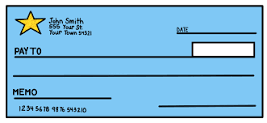 John Smith
555 Your St
Your Town 54321
DATE
PAY TO
MEMO
1234 5678 9876 543210